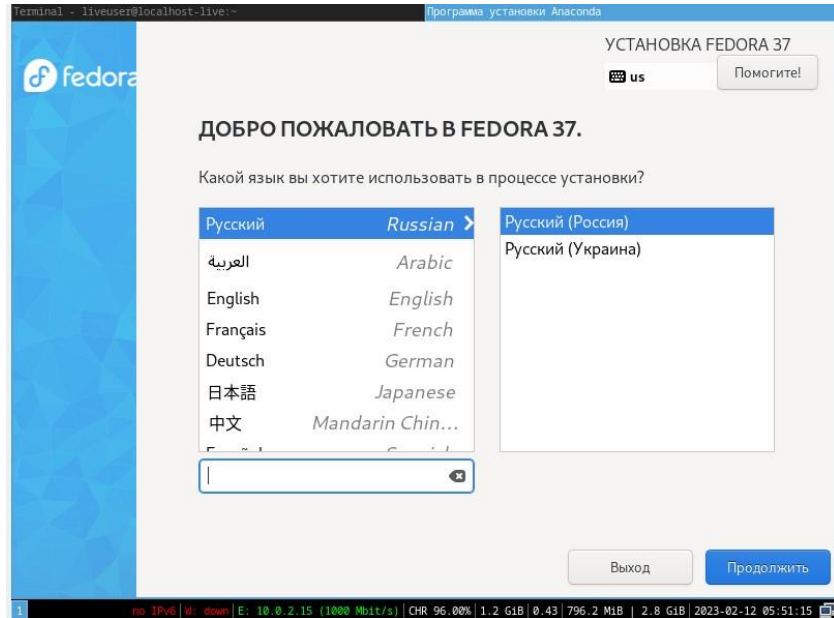 Terminal - liveuser@localhost-live:~
Программа установки Anaconda
fedora
УСТАНОВКА FEDORA 37
us
Помогите!
ДОБРО ПОЖАЛОВАТЬ В FEDORA 37.
Какой язык вы хотите использовать в процессе установки?
Русский Russian
Русский (Россия)
Русский (Украина)
العربية Arabic
English English
Français French
Deutsch German
日本語 Japanese
中文 Mandarin Chin...
Выход
Продолжить
1
no IPv6 | W: down | E: 10.0.2.15 (1000 Mbit/s) | CHR 96.00% | 1.2 GiB | 0.43 | 796.2 MiB | 2.8 GiB | 2023-02-12 05:51:15